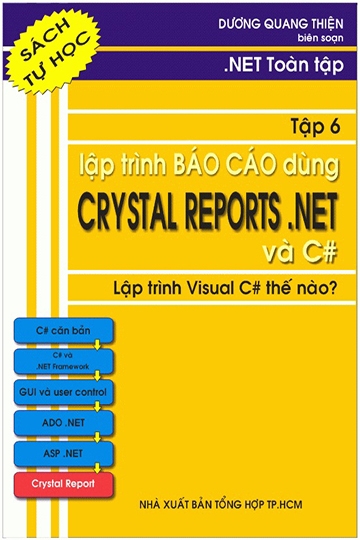 SÁCH
TỰ HỌC
DƯƠNG QUANG THIỆN
biên soạn
.NET Toàn tập
Tập 6
lập trình BÁO CÁO dùng
CRYSTAL REPORTS .NET
và C#
Lập trình Visual C# thế nào?
C# căn bản
C# và
.NET Framework
GUI và user control
ADO .NET
ASP .NET
Crystal Report
NHÀ XUẤT BẢN TỔNG HỢP TP.HCM